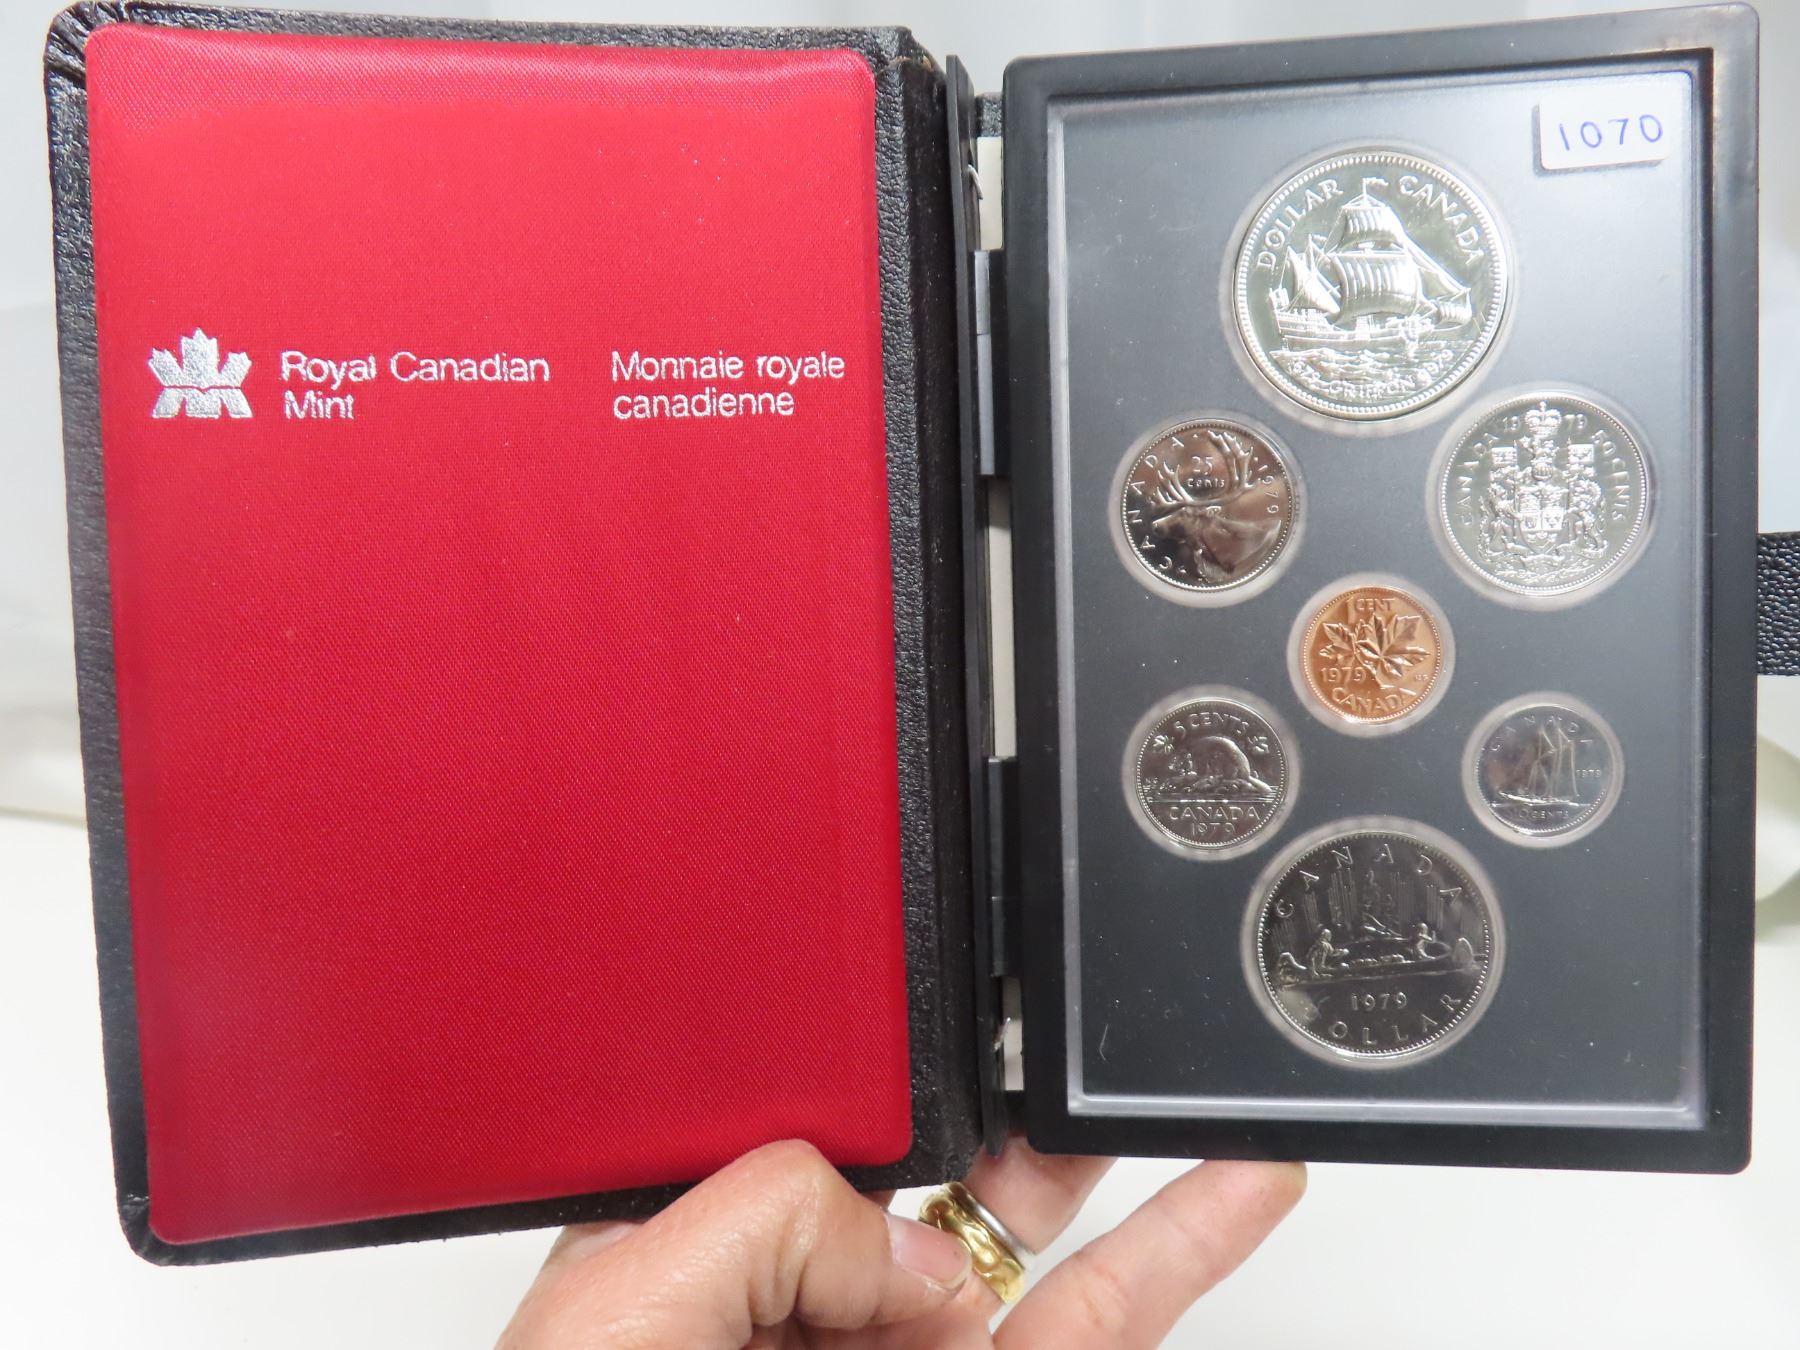 Royal Canadian
Mint
Monnaie royale
canadienne
1070
DOLLAR CANADA
1679 GRIFFON 1979
CANADA 25 cents 1979
CANADA 1979 50 CENTS
1 CENT
1979
CANADA
5 CENTS
CANADA
1979
CANADA
1979
10 CENTS
CANADA
1979
DOLLAR